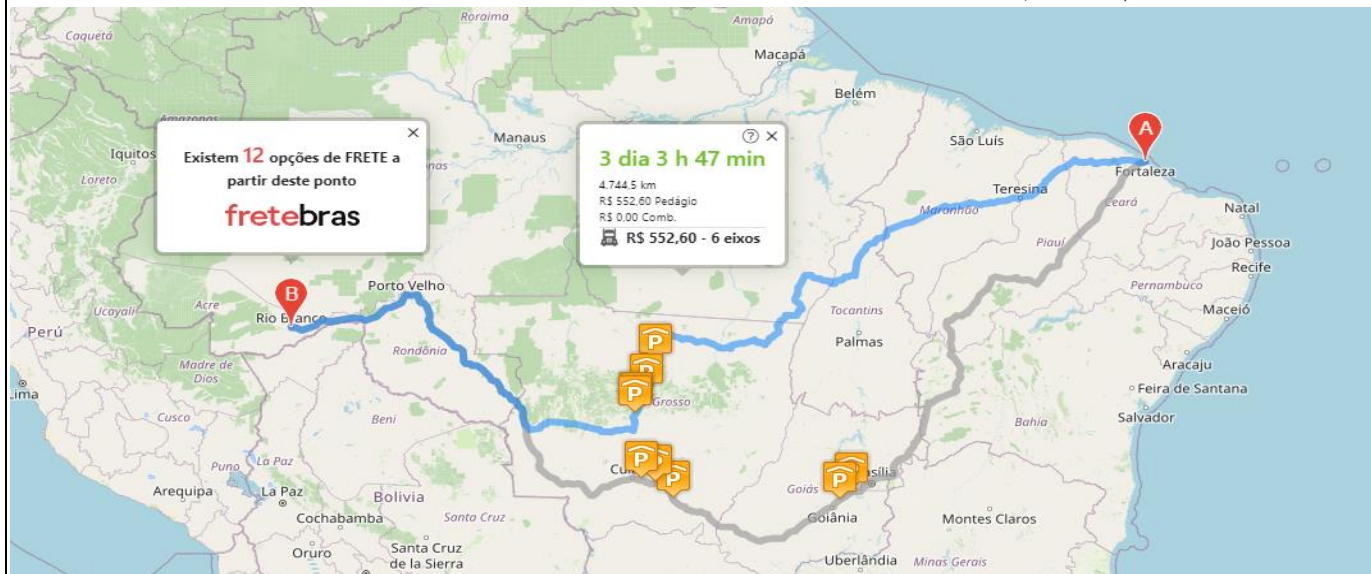 Roraima
Caquetá
Amapá
Macapá
Belém
Amazonas
Existem 12 opções de FRETE a
partir deste ponto
fretebras
Manaus
São Luís
3 dia 3 h 47 min
4.744,5 km
R$ 552,60 Pedágio
R$ 0,00 Comb.
R$ 552,60 - 6 eixos
A
Fortaleza
Iquitos
Loreto
Teresina
Maranhão
Ceará
Natal
João Pessoa
Piauí
Recife
Pernambuco
Maceió
B
Porto Velho
Acre
Rio Branco
Ucayali
Perú
Rondônia
Tocantins
Palmas
Aracaju
Feira de Santana
Madre de
Dios
P
P
P
Grosso
Salvador
Bahia
Lima
Cusco
Beni
Puno
La Paz
Cu
P
P
P
P
Goiás
sília
Arequipa
La Paz
Bolivia
Goiânia
Montes Claros
Cochabamba
Santa Cruz
Oruro
Santa Cruz
de la Sierra
Uberlândia
Minas Gerais